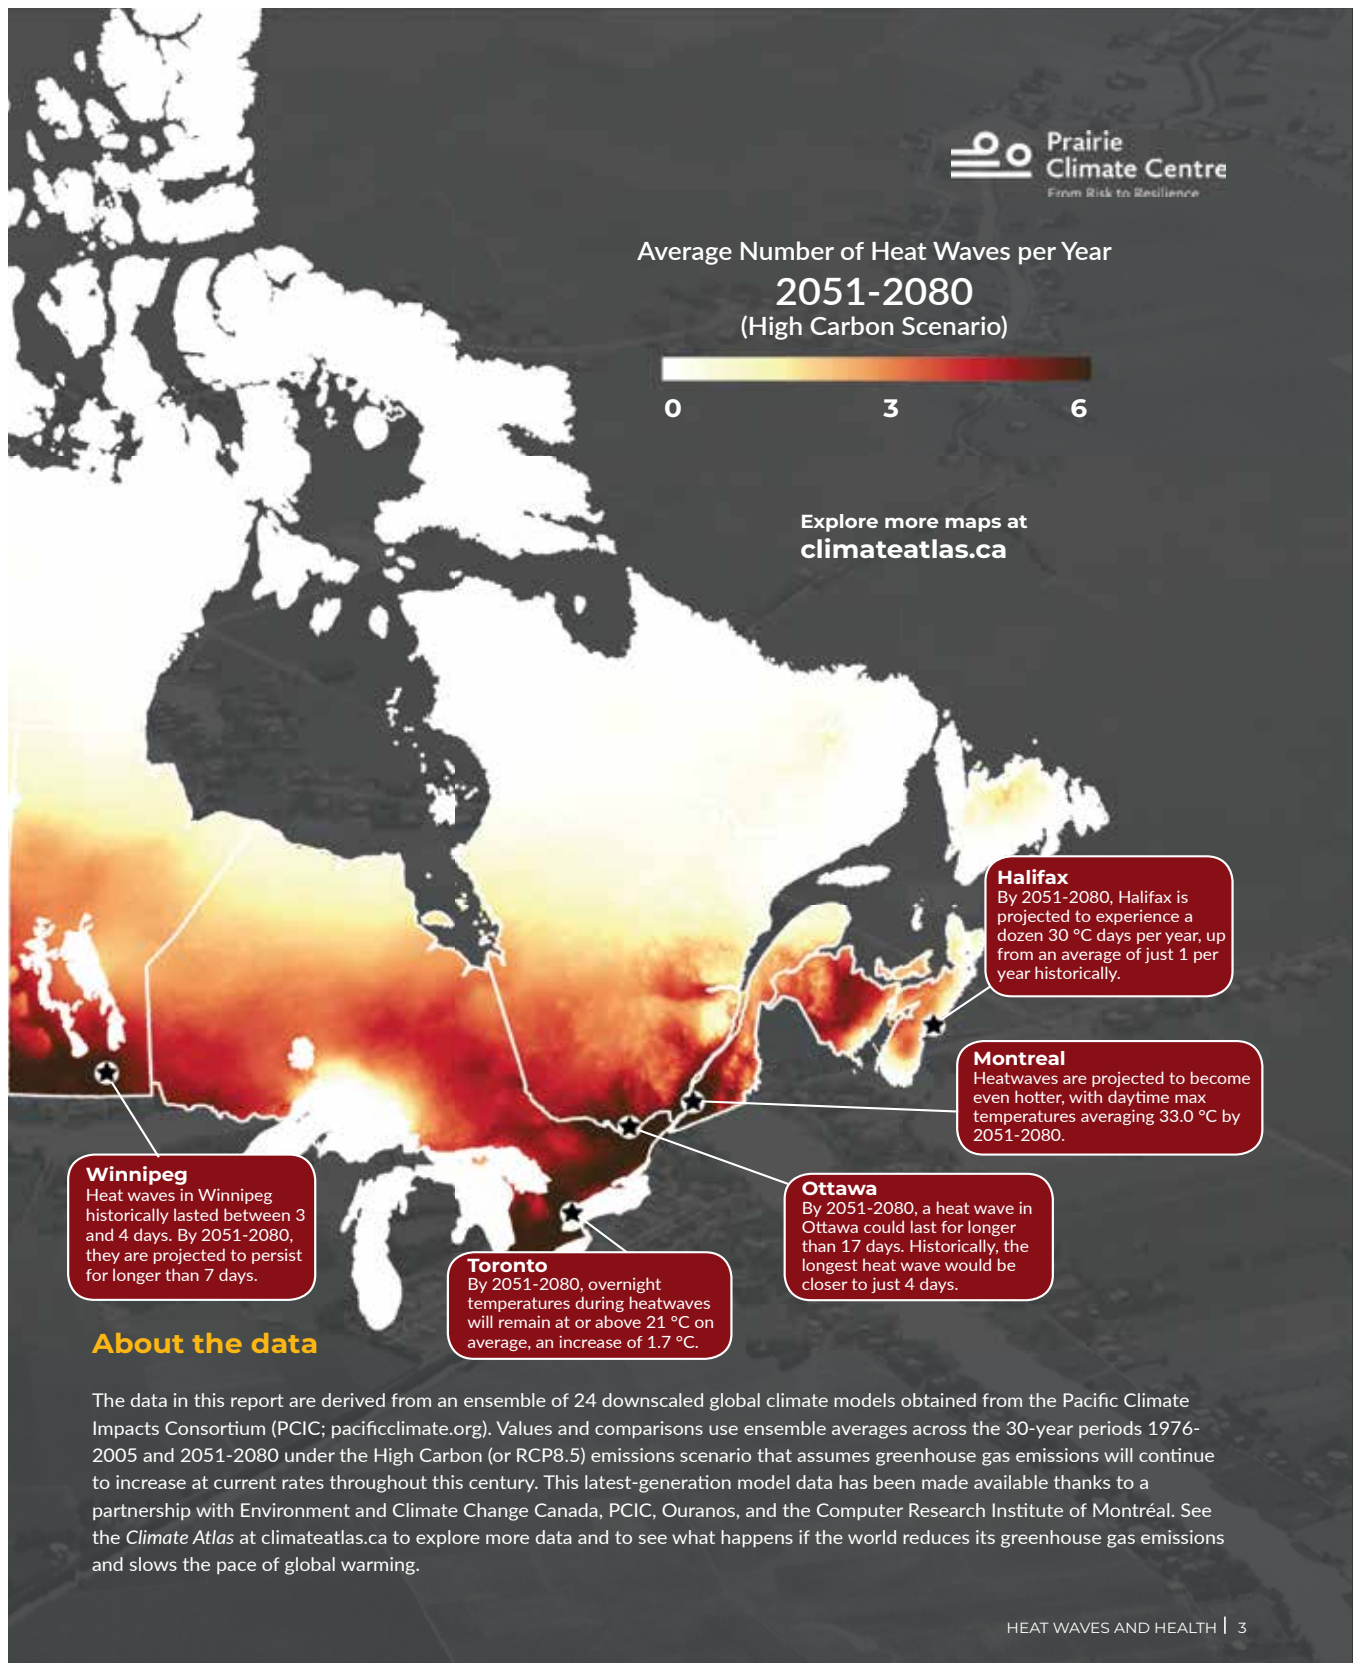 Prairie
Climate Centre
From Risk to Resilience
Average Number of Heat Waves per Year
2051-2080
(High Carbon Scenario)
0 3 6
Explore more maps at
climateatlas.ca
Halifax
By 2051-2080, Halifax is
projected to experience a
dozen 30 °C days per year, up
from an average of just 1 per
year historically.
Montreal
Heatwaves are projected to become
even hotter, with daytime max
temperatures averaging 33.0 °C by
2051-2080.
Winnipeg
Heat waves in Winnipeg
historically lasted between 3
and 4 days. By 2051-2080,
they are projected to persist
for longer than 7 days.
Ottawa
By 2051-2080, a heat wave in
Ottawa could last for longer
than 17 days. Historically, the
longest heat wave would be
closer to just 4 days.
Toronto
By 2051-2080, overnight
temperatures during heatwaves
will remain at or above 21 °C on
average, an increase of 1.7 °C.
About the data
The data in this report are derived from an ensemble of 24 downscaled global climate models obtained from the Pacific Climate
Impacts Consortium (PCIC; pacificclimate.org). Values and comparisons use ensemble averages across the 30-year periods 1976-
2005 and 2051-2080 under the High Carbon (or RCP8.5) emissions scenario that assumes greenhouse gas emissions will continue
to increase at current rates throughout this century. This latest-generation model data has been made available thanks to a
partnership with Environment and Climate Change Canada, PCIC, Ouranos, and the Computer Research Institute of Montréal. See
the Climate Atlas at climateatlas.ca to explore more data and to see what happens if the world reduces its greenhouse gas emissions
and slows the pace of global warming.
HEAT WAVES AND HEALTH | 3